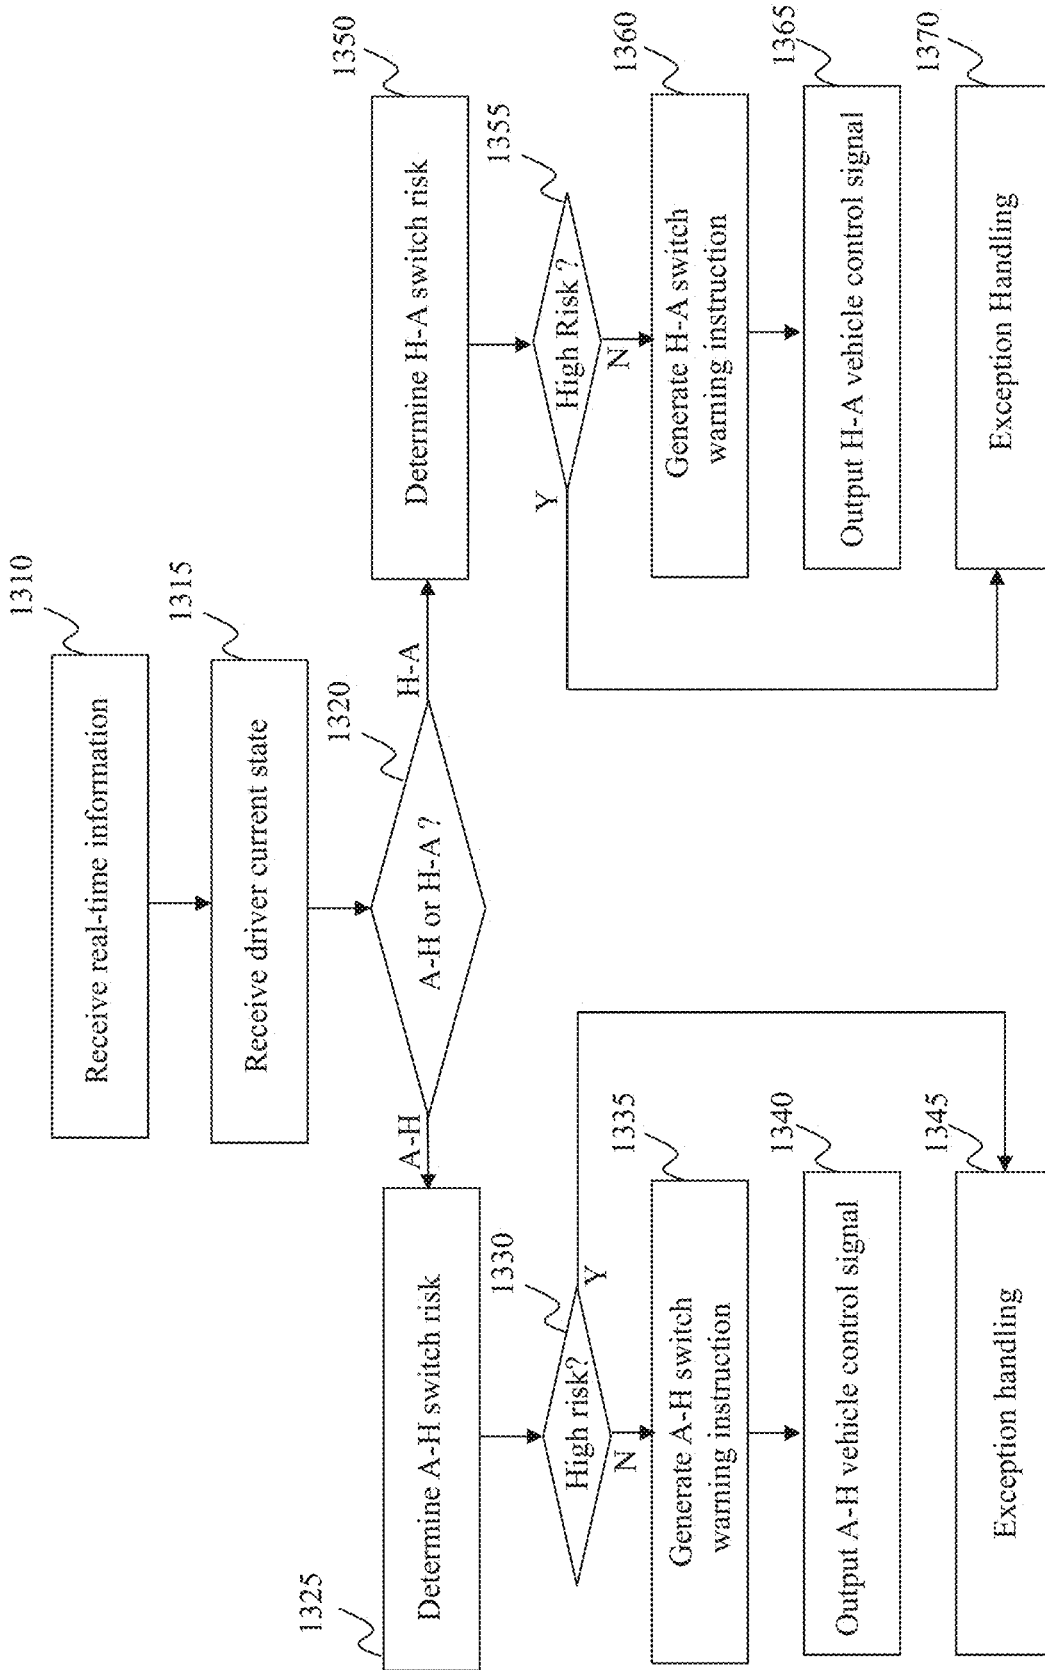 1310
Receive real-time information
1315
Receive driver current state
1320
A-H or H-A?
A-H
H-A
1325
Determine A-H switch risk
1330
High risk?
Y
N
1335
Generate A-H switch
warning instruction
1340
Output A-H vehicle control signal
1345
Exception handling
1350
Determine H-A switch risk
1355
High Risk?
Y
N
1360
Generate H-A switch
warning instruction
1365
Output H-A vehicle control signal
1370
Exception Handling